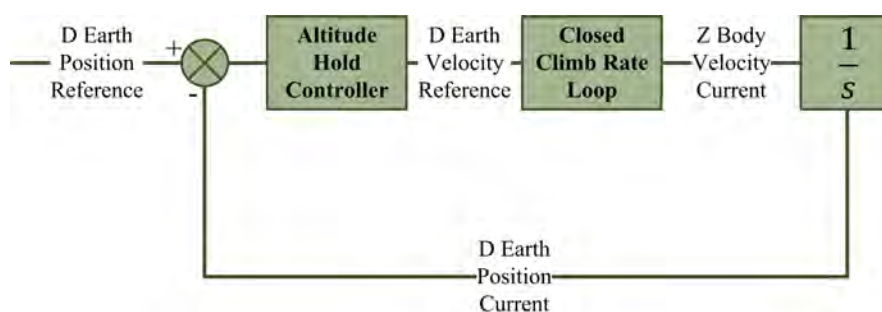 D Earth
Position
Reference
+
-
Altitude
Hold
Controller
D Earth
Velocity
Reference
Closed
Climb Rate
Loop
Z Body
Velocity
Current
1
s
D Earth
Position
Current